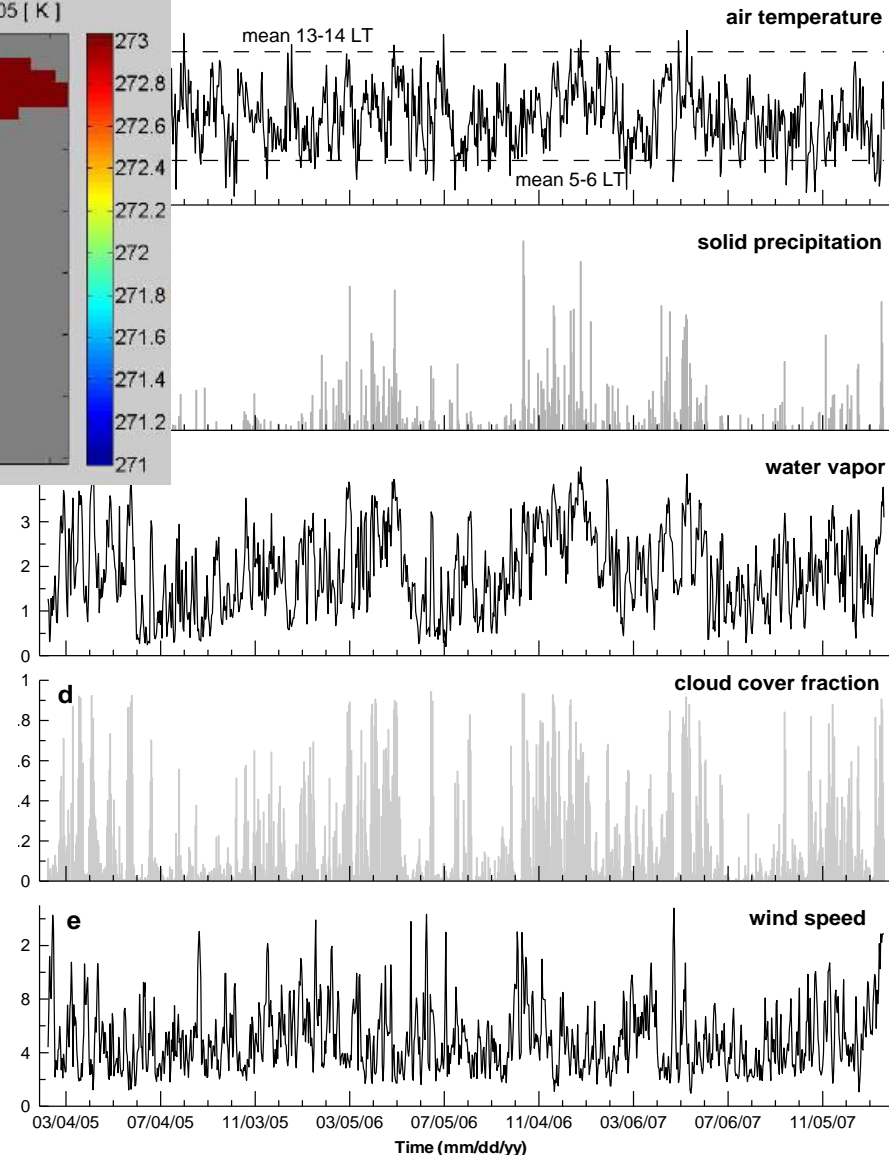 05 [ K ]
273
272.8
272.6
272.4
272.2
272
271.8
271.6
271.4
271.2
271
air temperature
mean 13-14 LT
mean 5-6 LT
solid precipitation
water vapor
3
2
1
0
d
cloud cover fraction
1
.8
.6
.4
.2
0
e
wind speed
2
8
4
0
03/04/05 07/04/05 11/03/05 03/05/06 07/05/06 11/04/06 03/06/07 07/06/07 11/05/07
Time (mm/dd/yy)